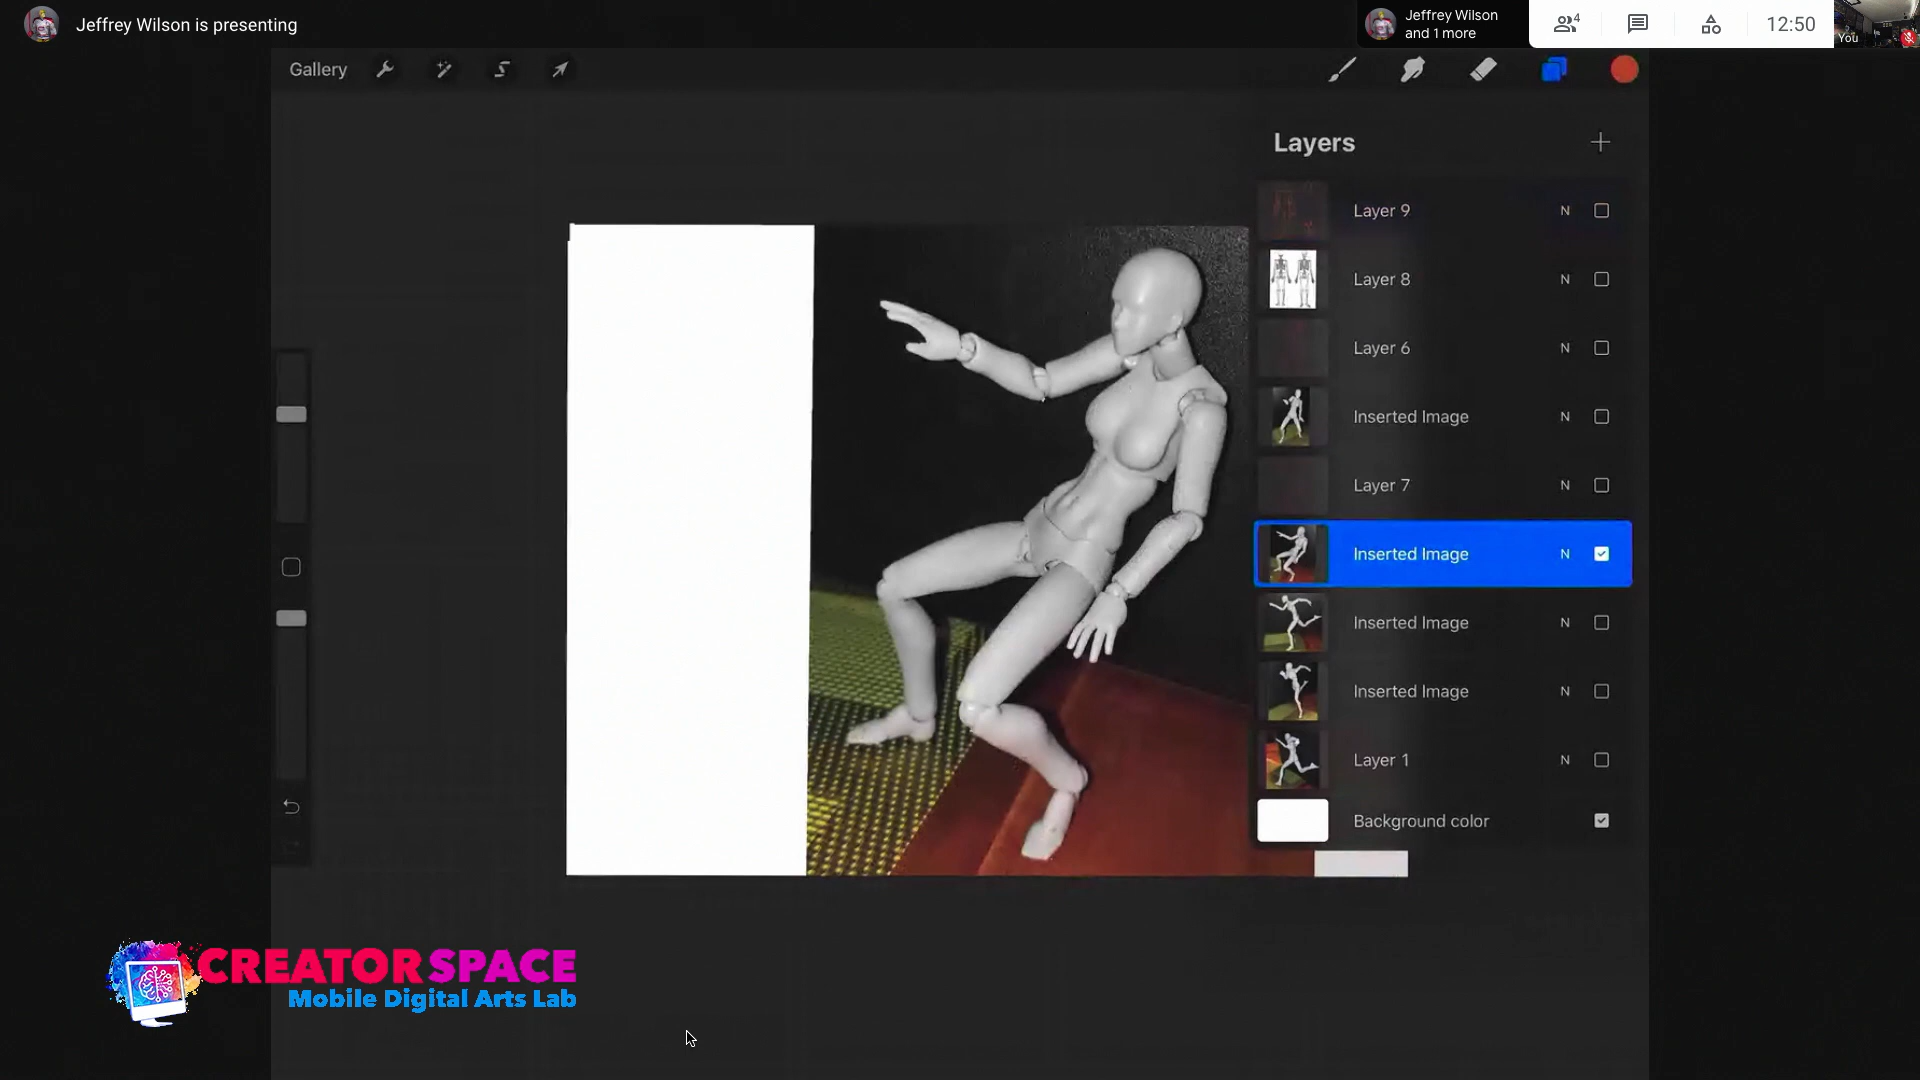 Jeffrey Wilson is presenting
Jeffrey Wilson
and 1 more
4
12:50
You
Gallery
Layers
Layer 9 N
Layer 8 N
Layer 6 N
Inserted Image N
Layer 7 N
Inserted Image N
Inserted Image N
Inserted Image N
Layer 1 N
Background color
CREATORSPACE
Mobile Digital Arts Lab